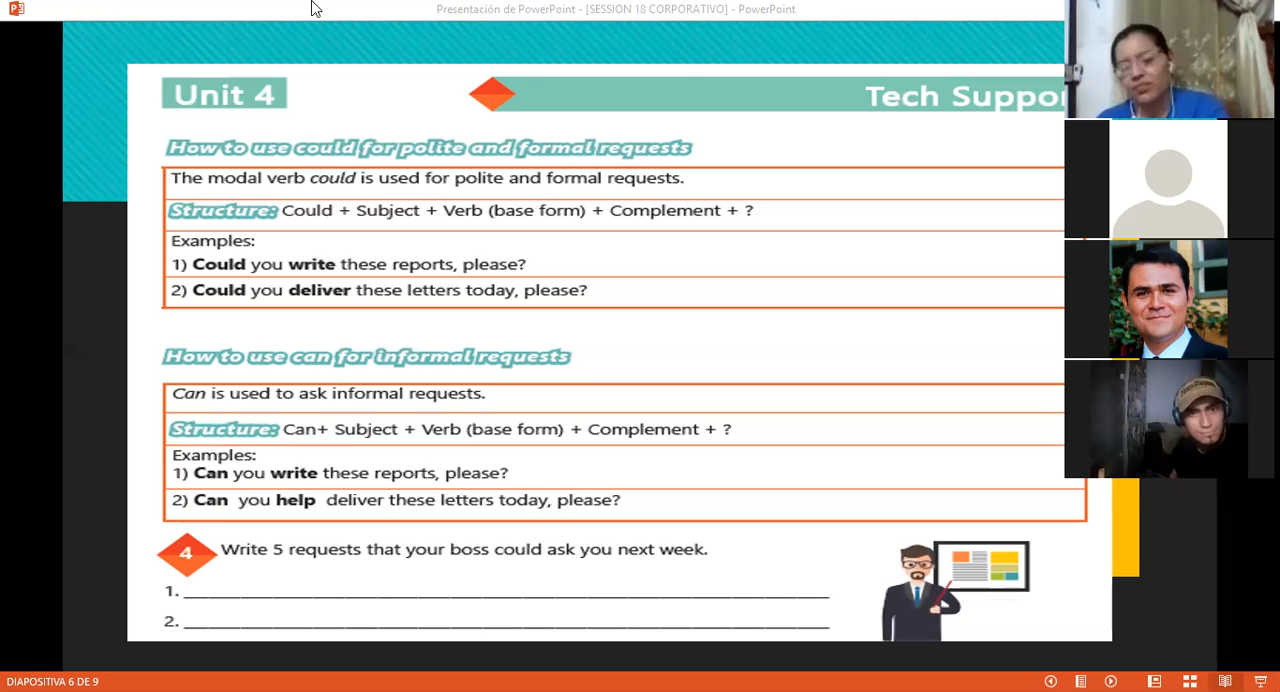 Presentación de PowerPoint - [SESSION 18 CORPORATIVO] - PowerPoint
Unit 4
Tech Suppo
How to use could for polite and formal requests
The modal verb could is used for polite and formal requests.
Structure: Could + Subject + Verb (base form) + Complement + ?
Examples:
1) Could you write these reports, please?
2) Could you deliver these letters today, please?
How to use can for informal requests
Can is used to ask informal requests.
Structure: Can+ Subject + Verb (base form) + Complement + ?
Examples:
1) Can you write these reports, please?
2) Can you help deliver these letters today, please?
4 Write 5 requests that your boss could ask you next week.
1.
2.
DIAPOSITIVA 6 DE 9